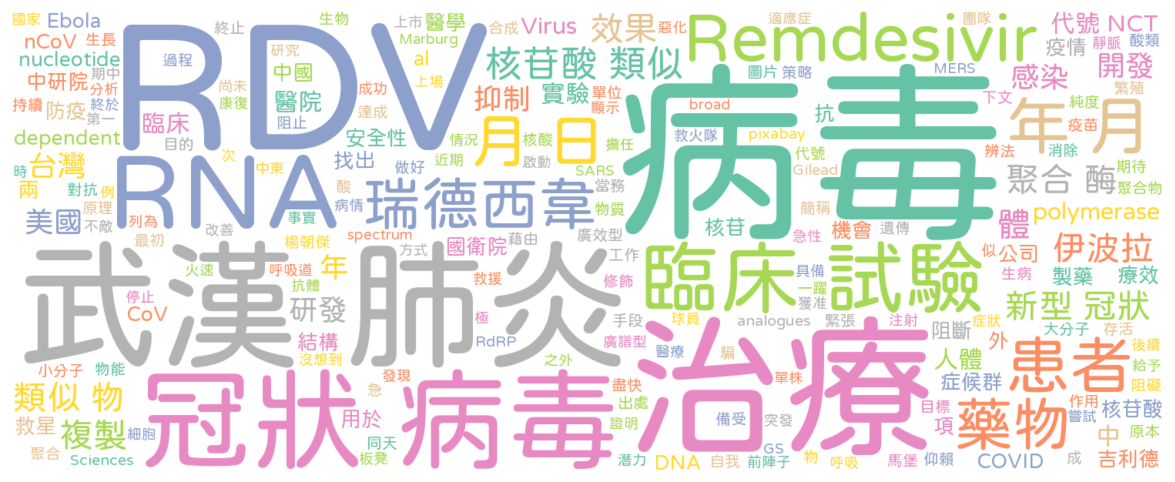 國家 Ebola 終止 生物 上市 醫學 合成 Virus 效果 惡化 適應症 團隊 代號 NCT
nCoV 生長 過程 RDV 研究 Marburg Remdesivir 疫情 靜脈 酸類
nucleotide 中國 al 核苷酸 類似 圖片 策略 MERS 感染 開發
中研院 期中 分析 尚未 康復 醫院 成功 上場 抑制 實驗 單位 顯示 抗 下文 繁殖
持續 防疫 終於 第一 阻止 達成 broad 病毒 年 月 純度
臨床 目的 安全性 情況 核酸 擔任 救火隊 pixabay 疫苗
dependent 次 中東 找出 近期 月 日 啟動 代號 辨法 消除
時 台灣 RNA 做好 SARS Gilead 聚合 酶 期待 聚合物
兩 對抗 例 酸 瑞德西韋 當務 簡稱 體 polymerase
美國 原理 不敵 列為 事實 病情 物質 核苷 廣效型 機會 遺傳
最初 改善 楊朝傑 spectrum 國衛院 藉由 工作 急性 似 公司 伊波拉
武漢 肺炎 火速 呼吸道 年 方式 臨床 試驗 具備 生病 製藥 療效
停止 抗體 救援 修飾 一躍 獲准 新型 冠狀
CoV 研發 極 手段 球員 analogues 緊張 注射 症狀 大分子 存活
結構 沒想到 RdRP 廣譜型 阻斷 外 後續
小分子 物能 之外 醫療 騙 治療 人體 患者 給予
類似 物 冠狀 病毒 發現 急 盡快 單株 症候群 阻礙
救星 複製 用於 出處 備受 突發 目標 作用 核苷酸
細胞 同天 證明 項 藥物 嘗試 原本
聚合 Sciences 板凳 潛力 DNA 自我 前陣子 GS 物 呼吸 馬堡 仰賴 COVID 成 中 吉利德